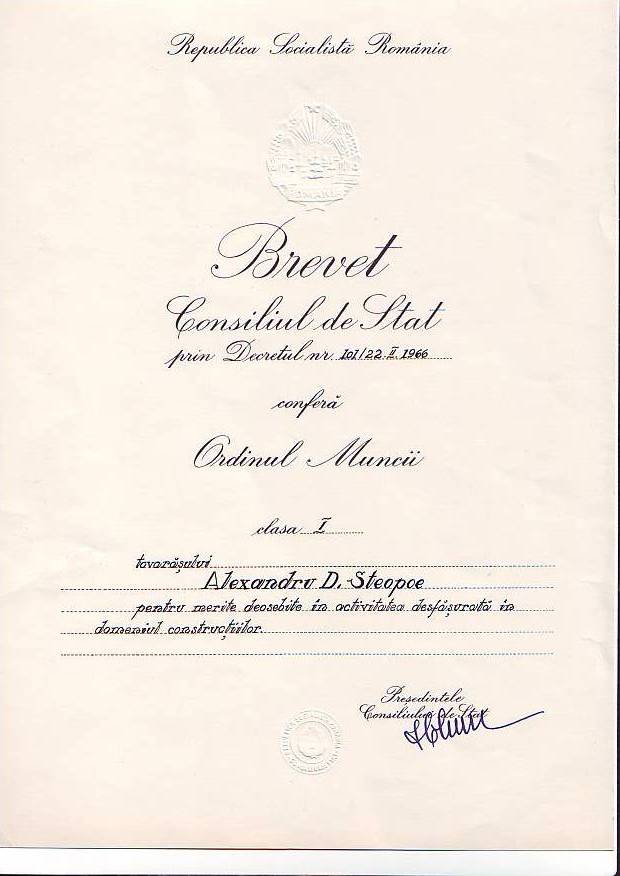 Republica Socialistă România
Brevet
Consiliul de Stat
prin Decretul nr. 101/22.II.1966
conferă
Ordinul Muncii
clasa I
tovarășului
Alexandru D. Steopoe
pentru merite deosebite în activitatea desfășurată în
domeniul construcțiilor.
Președintele
Consiliului de Stat